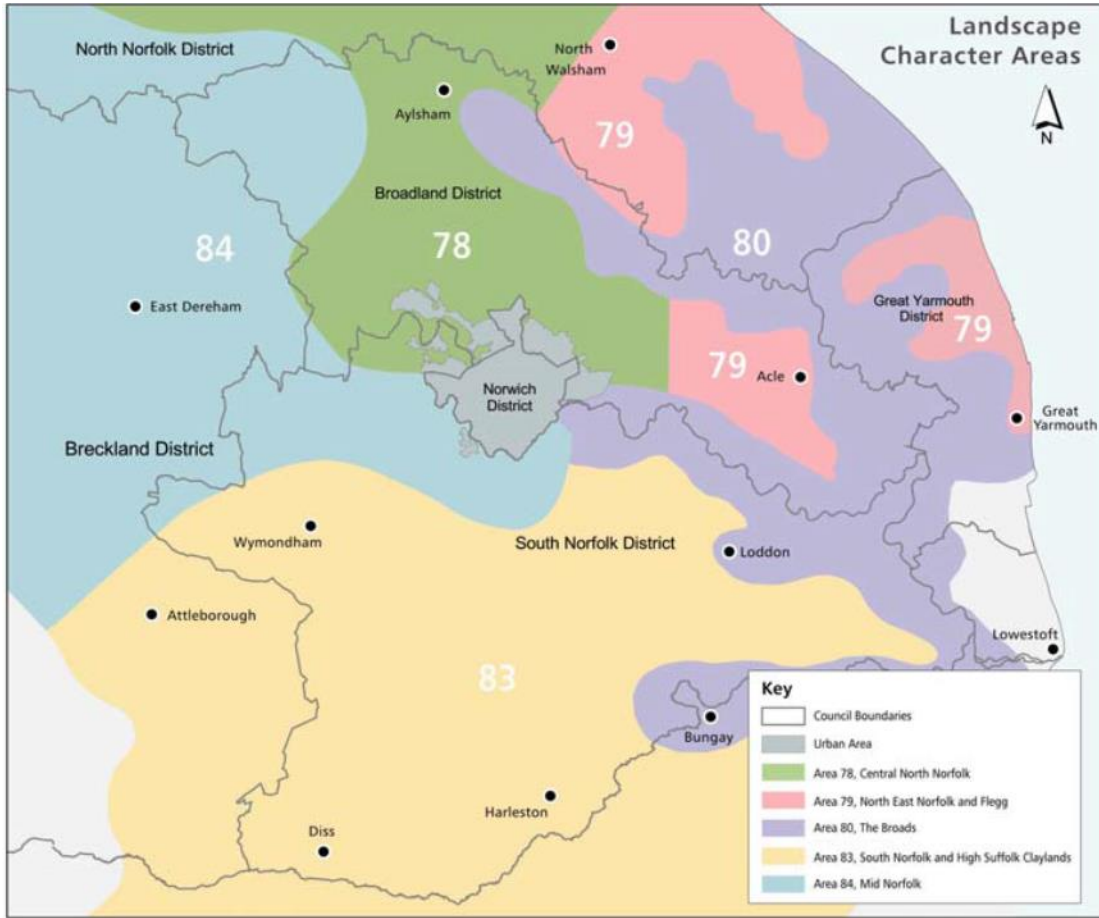 Landscape
Character Areas
N
North Norfolk District
North
Walsham
Aylsham
79
Broadland District
84
78
80
East Dereham
Great Yarmouth
District
79
79
Acle
Norwich
District
Great
Yarmouth
Breckland District
Wymondham
South Norfolk District
Loddon
Attleborough
Lowestoft
83
Bungay
Harleston
Diss
Key
Council Boundaries
Urban Area
Area 78, Central North Norfolk
Area 79, North East Norfolk and Flegg
Area 80, The Broads
Area 83, South Norfolk and High Suffolk Claylands
Area 84, Mid Norfolk